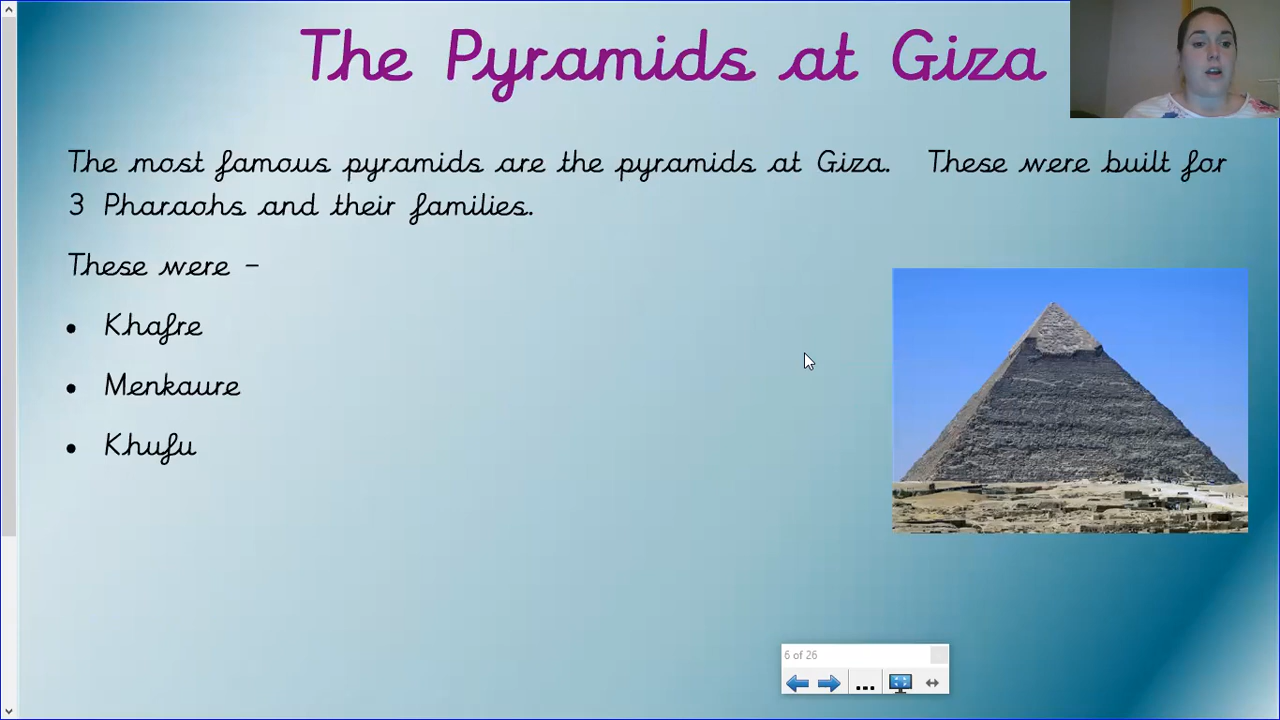 The Pyramids at Giza
The most famous pyramids are the pyramids at Giza. These were built for
3 Pharaohs and their families.
These were -
• Khafre
• Menkaure
• Khufu
6 of 26